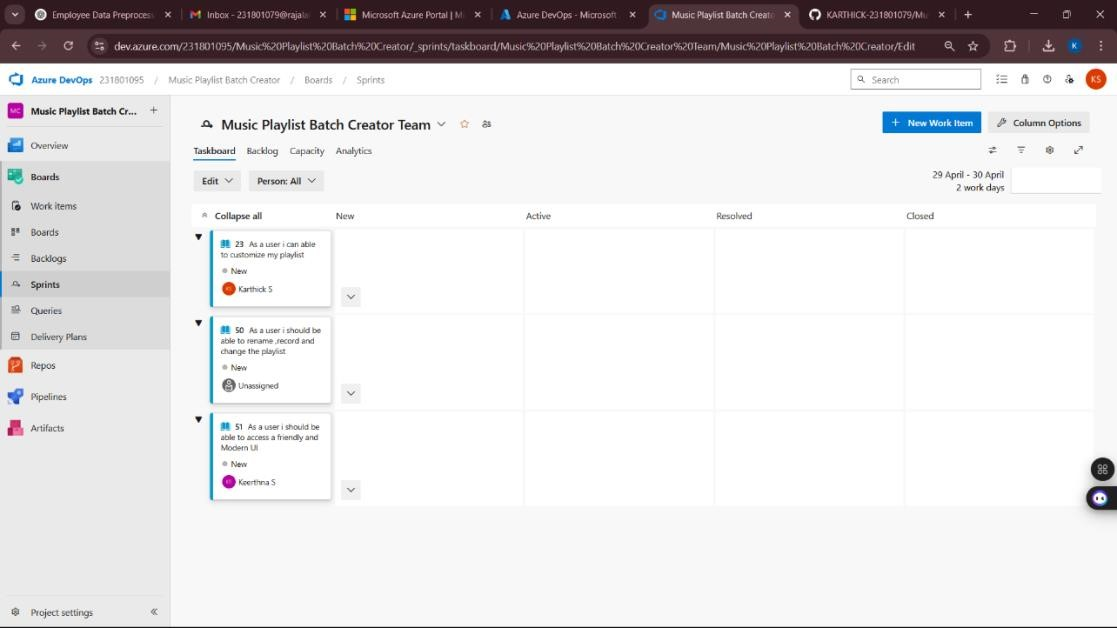 Employee Data Preprocess
Inbox - 231801079@rajala
Microsoft Azure Portal | Mi
Azure DevOps - Microsoft
Music Playlist Batch Creato
KARTHICK-231801079/Mu
dev.azure.com/231801095/Music%20Playlist%20Batch%20Creator/_sprints/taskboard/Music%20Playlist%20Batch%20Creator%20Team/Music%20Playlist%20Batch%20Creator/Edit
K
Azure DevOps 231801095 / Music Playlist Batch Creator / Boards / Sprints
Search
KS
MC Music Playlist Batch Cr... +
Overview
Boards
Work items
Boards
Backlogs
Sprints
Queries
Delivery Plans
Repos
Pipelines
Artifacts
Project settings
Music Playlist Batch Creator Team
+ New Work Item
Column Options
Taskboard Backlog Capacity Analytics
Edit
Person: All
29 April - 30 April
2 work days
Collapse all New Active Resolved Closed
23 As a user i can able
to customize my playlist
New
KS Karthick S
50 As a user i should be
able to rename ,record and
change the playlist
New
Unassigned
51 As a user i should be
able to access a friendly and
Modern UI
New
Keerthna S